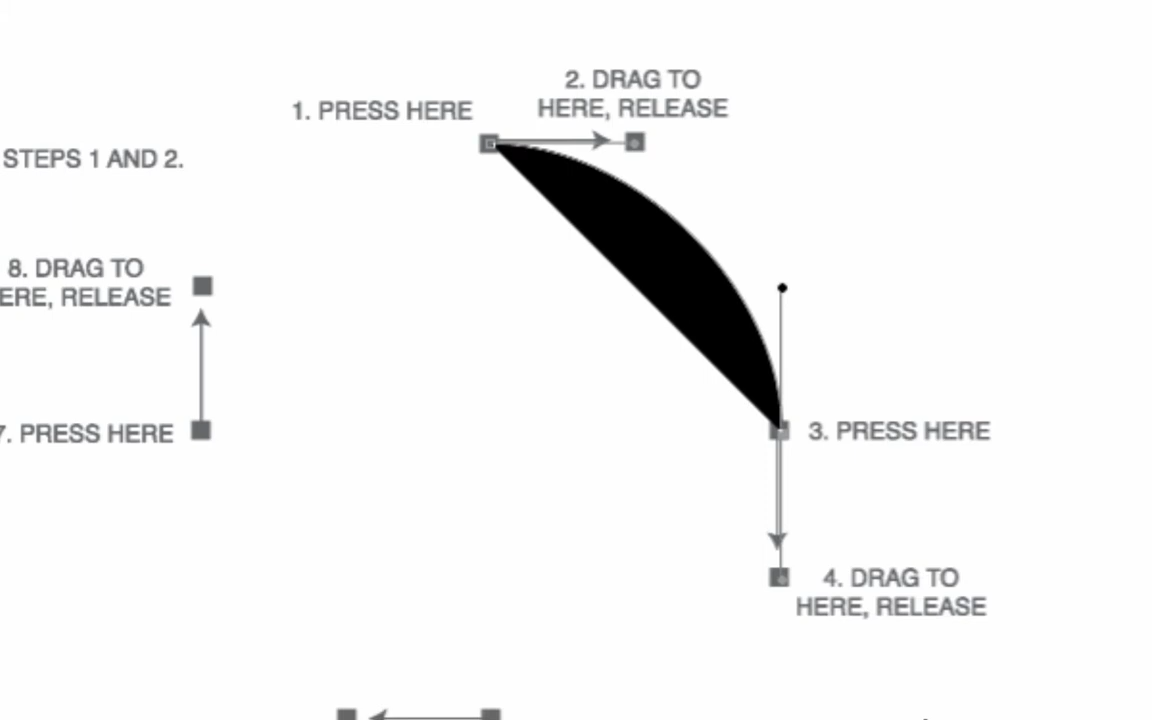 2. DRAG TO
HERE, RELEASE
1. PRESS HERE
STEPS 1 AND 2.
8. DRAG TO
ERE, RELEASE
7. PRESS HERE
3. PRESS HERE
4. DRAG TO
HERE, RELEASE